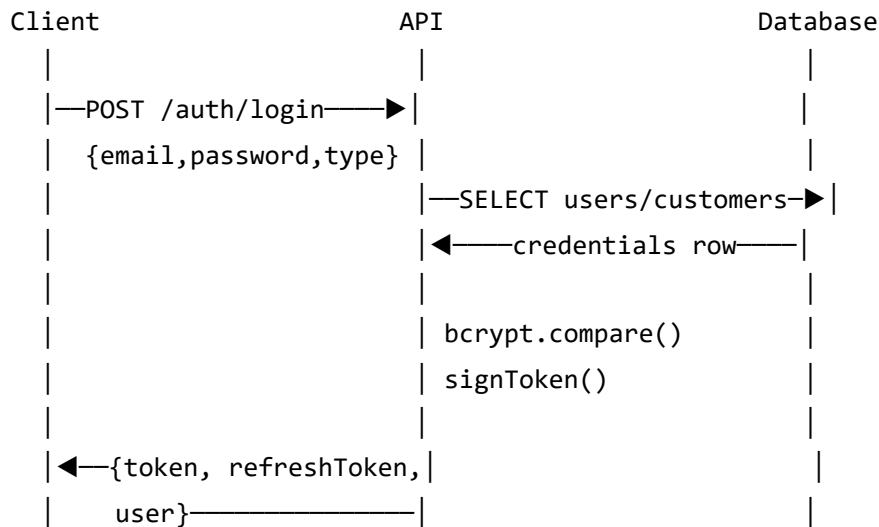 Client API Database
POST /auth/login
{email,password,type}
SELECT users/customers
credentials row
bcrypt.compare()
signToken()
{token, refreshToken,
user}